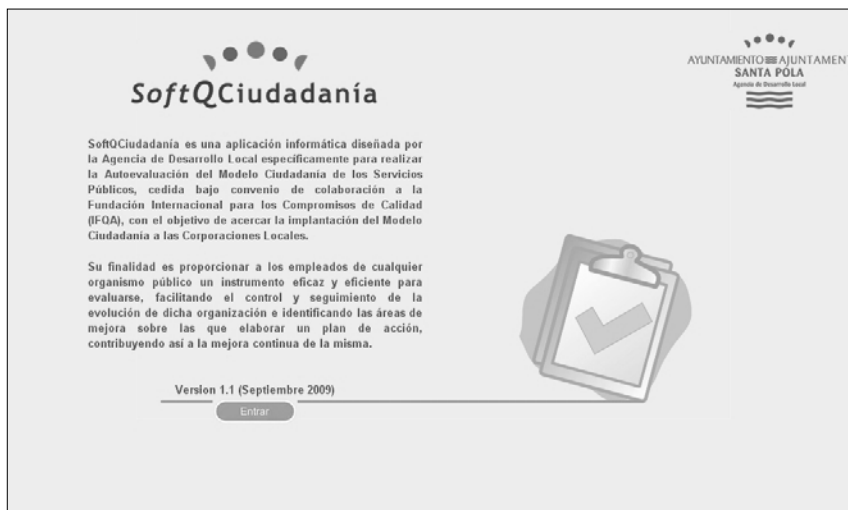 SoftQCiudadanía
AYUNTAMIENTO AJUNTAMEN
SANTA POLA
Agencia de Desarrollo Local
SoftQCiudadanía es una aplicación informática diseñada por
la Agencia de Desarrollo Local específicamente para realizar
la Autoevaluación del Modelo Ciudadanía de los Servicios
Públicos, cedida bajo convenio de colaboración a la
Fundación Internacional para los Compromisos de Calidad
(IFQA), con el objetivo de acercar la implantación del Modelo
Ciudadanía a las Corporaciones Locales.
Su finalidad es proporcionar a los empleados de cualquier
organismo público un instrumento eficaz y eficiente para
evaluarse, facilitando el control y seguimiento de la
evolución de dicha organización e identificando las áreas de
mejora sobre las que elaborar un plan de acción,
contribuyendo así a la mejora continua de la misma.
Version 1.1 (Septiembre 2009)
Entrar